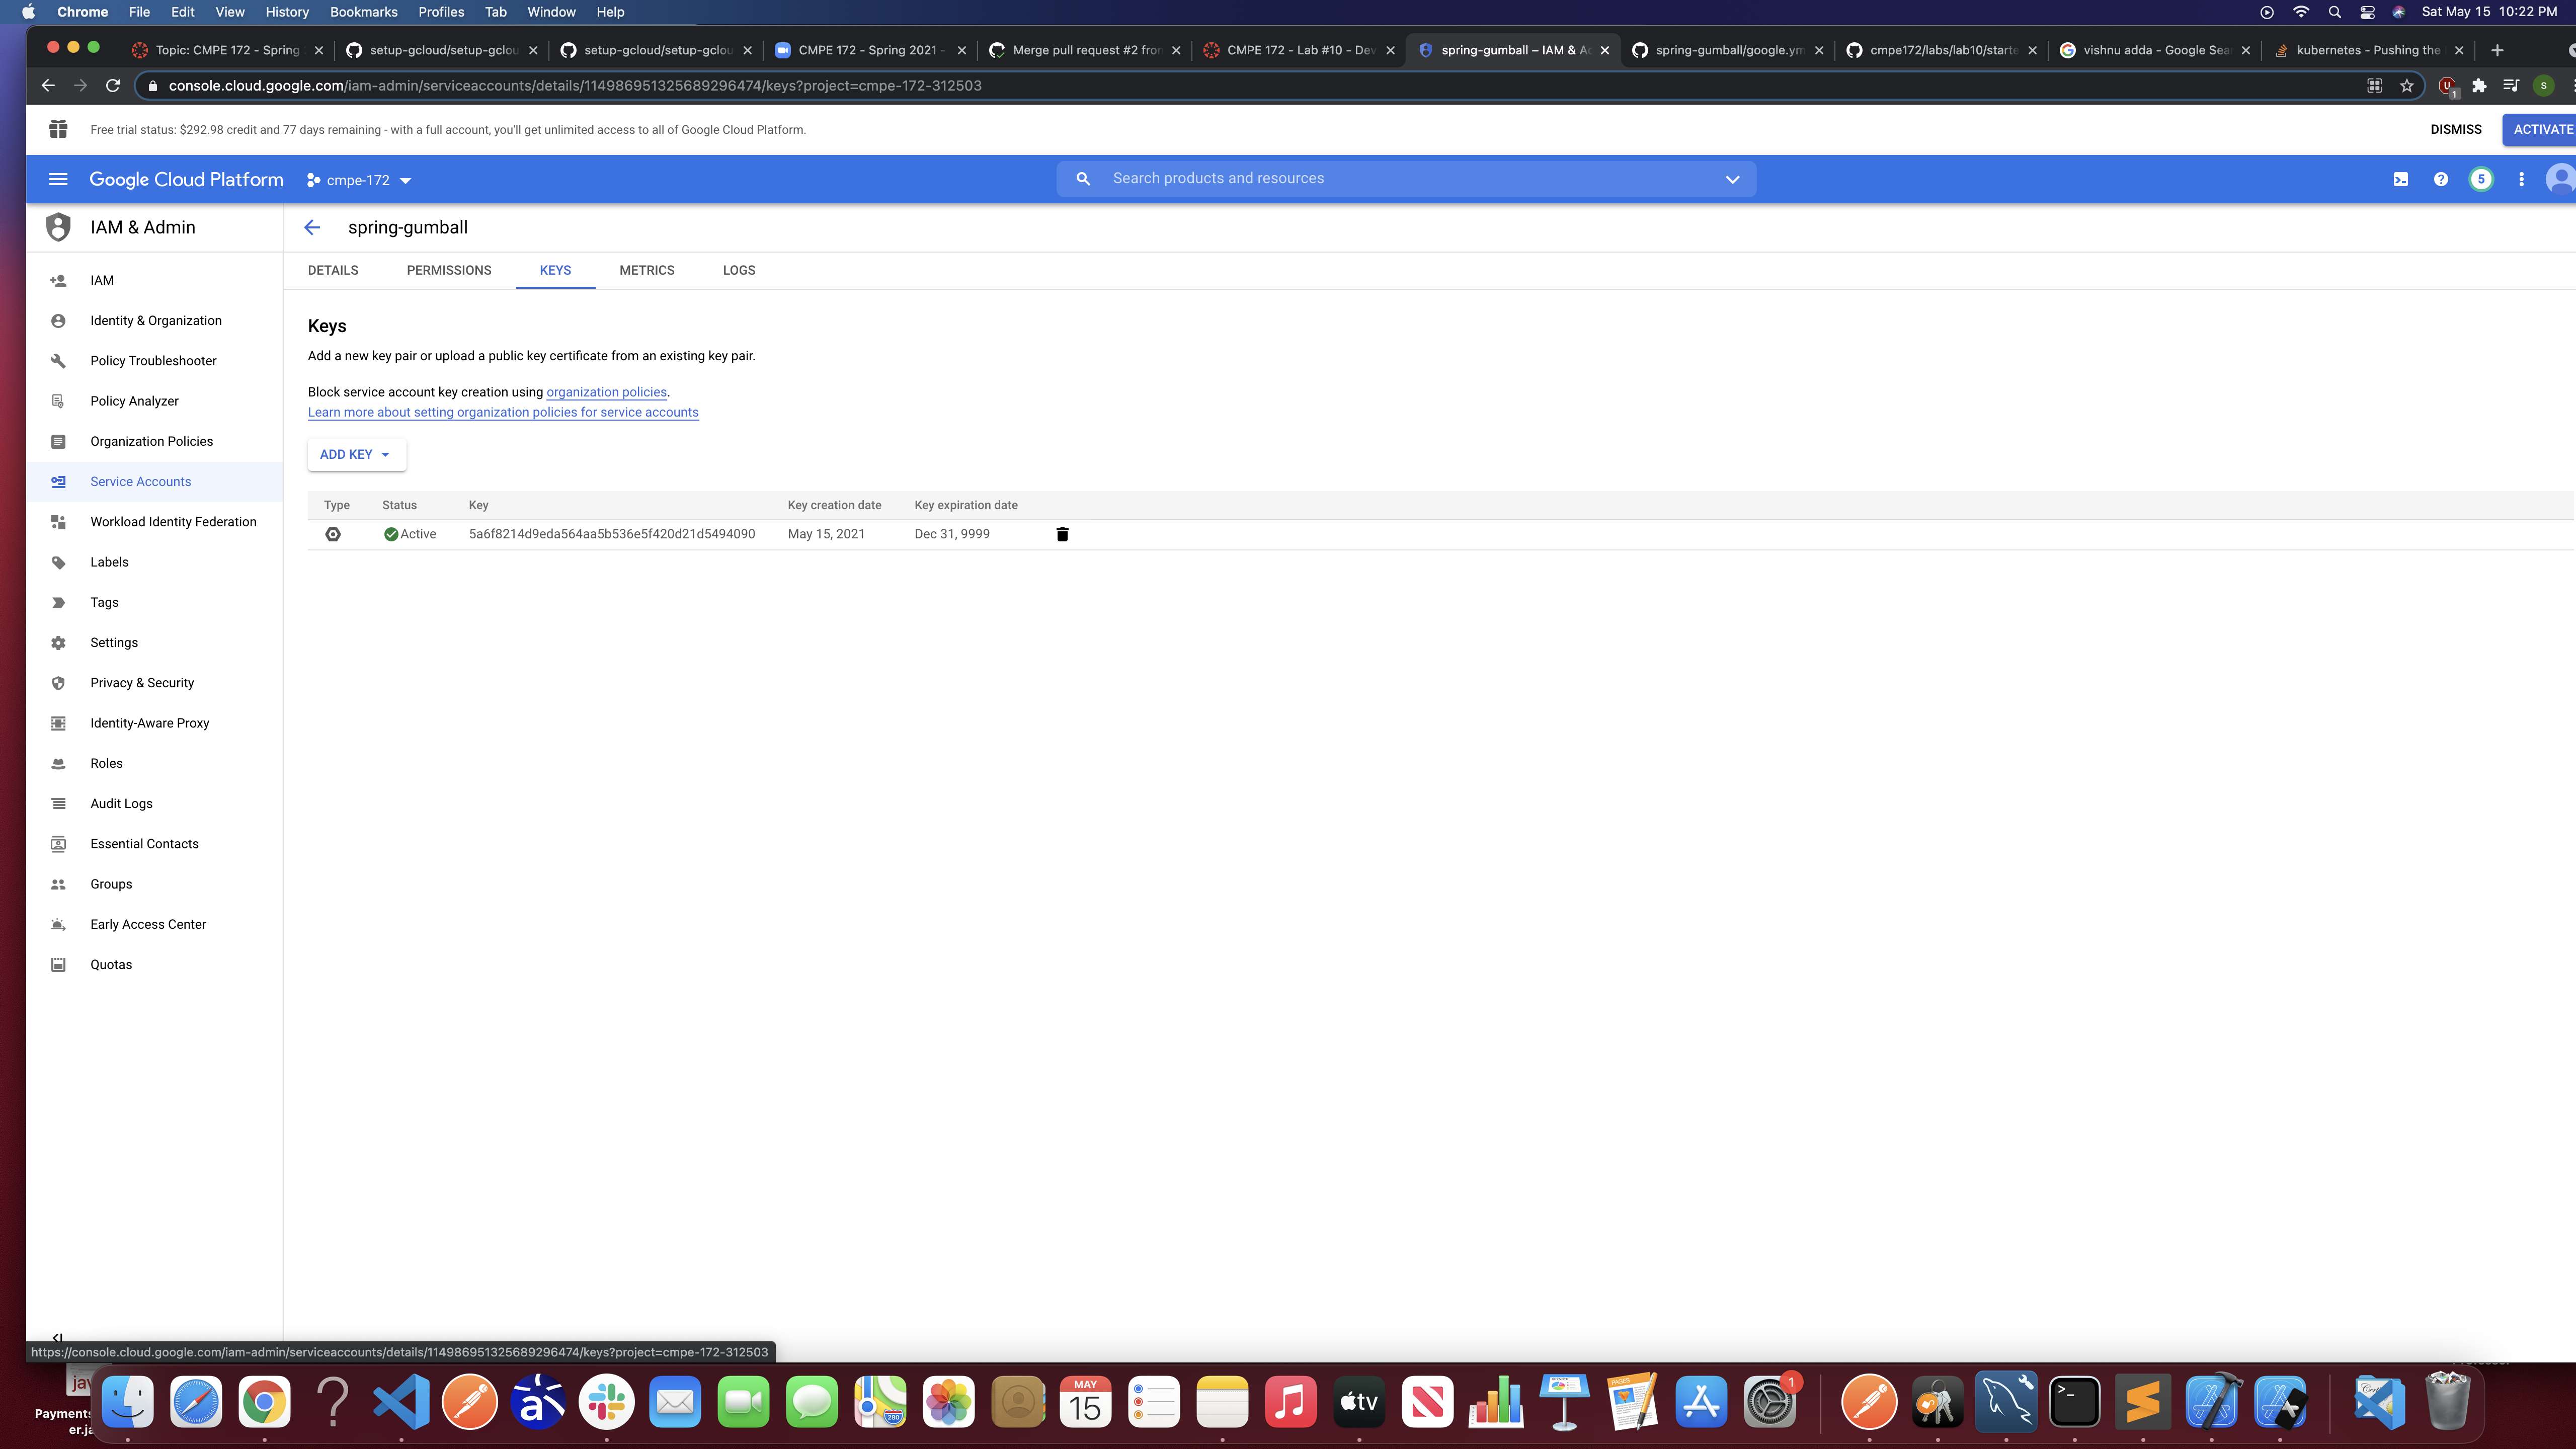 Chrome File Edit View History Bookmarks Profiles Tab Window Help
Sat May 15 10:22 PM
Topic: CMPE 172 - Spring
setup-gcloud/setup-gclou
setup-gcloud/setup-gclou
CMPE 172 - Spring 2021 -
Merge pull request #2 from
CMPE 172 - Lab #10 - Dev
spring-gumball – IAM & Ac
spring-gumball/google.ym
cmpe172/labs/lab10/starte
vishnu adda - Google Sea
kubernetes - Pushing the
console.cloud.google.com/iam-admin/serviceaccounts/details/114986951325689296474/keys?project=cmpe-172-312503
1
S
Free trial status: $292.98 credit and 77 days remaining - with a full account, you'll get unlimited access to all of Google Cloud Platform.
DISMISS
ACTIVATE
Google Cloud Platform
cmpe-172
Search products and resources
5
IAM & Admin
spring-gumball
DETAILS PERMISSIONS KEYS METRICS LOGS
IAM
Identity & Organization
Policy Troubleshooter
Policy Analyzer
Organization Policies
Service Accounts
Workload Identity Federation
Labels
Tags
Settings
Privacy & Security
Identity-Aware Proxy
Roles
Audit Logs
Essential Contacts
Groups
Early Access Center
Quotas
Keys
Add a new key pair or upload a public key certificate from an existing key pair.
Block service account key creation using organization policies.
Learn more about setting organization policies for service accounts
ADD KEY
Type Status Key Key creation date Key expiration date
Active 5a6f8214d9eda564aa5b536e5f420d21d5494090 May 15, 2021 Dec 31, 9999
https://console.cloud.google.com/iam-admin/serviceaccounts/details/114986951325689296474/keys?project=cmpe-172-312503
Payments
er.ja
MAY
15
280
tv
PAGES
1